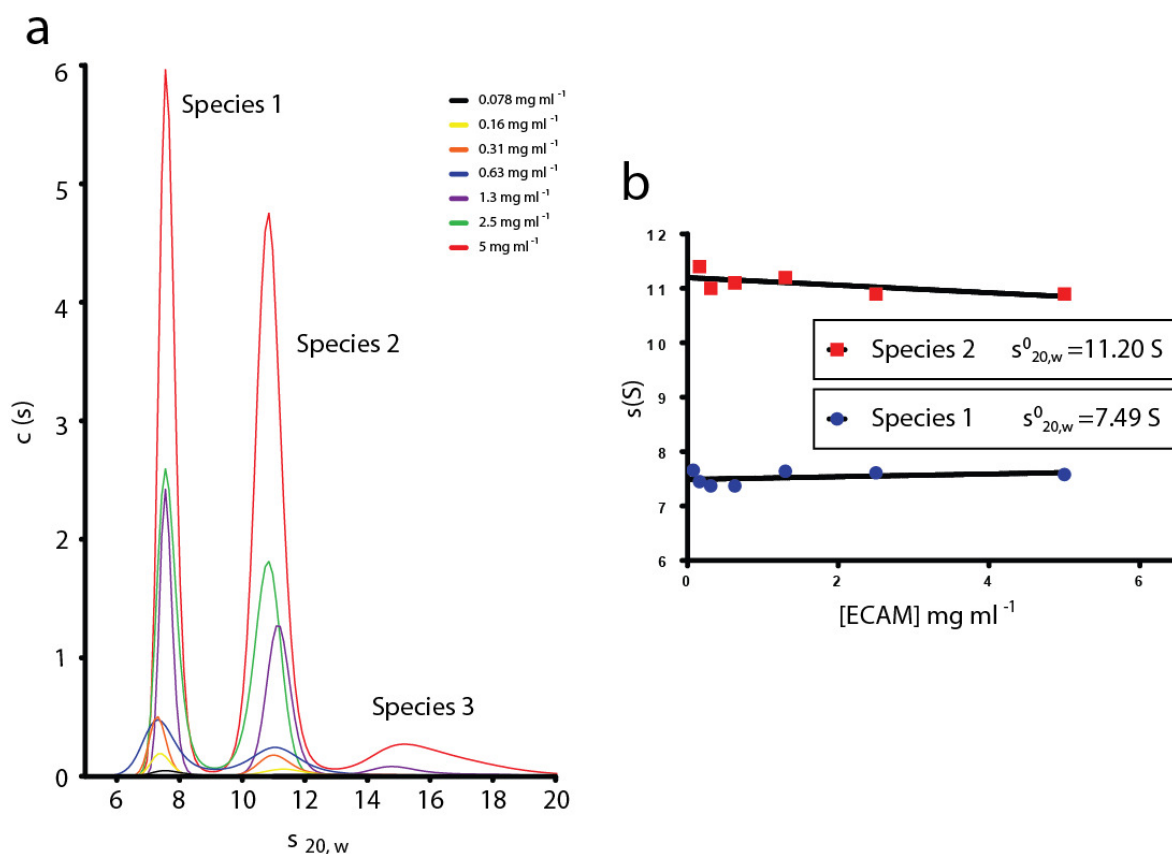 a
6
5
4
3
2
1
0
c (s)
6 8 10 12 14 16 18 20
s 20, w
Species 1
Species 2
Species 3
0.078 mg ml -1
0.16 mg ml -1
0.31 mg ml -1
0.63 mg ml -1
1.3 mg ml -1
2.5 mg ml -1
5 mg ml -1
b
12
11
10
9
8
7
6
s(S)
0 2 4 6
[ECAM] mg ml -1
Species 2 s0 20,w =11.20 S
Species 1 s0 20,w =7.49 S